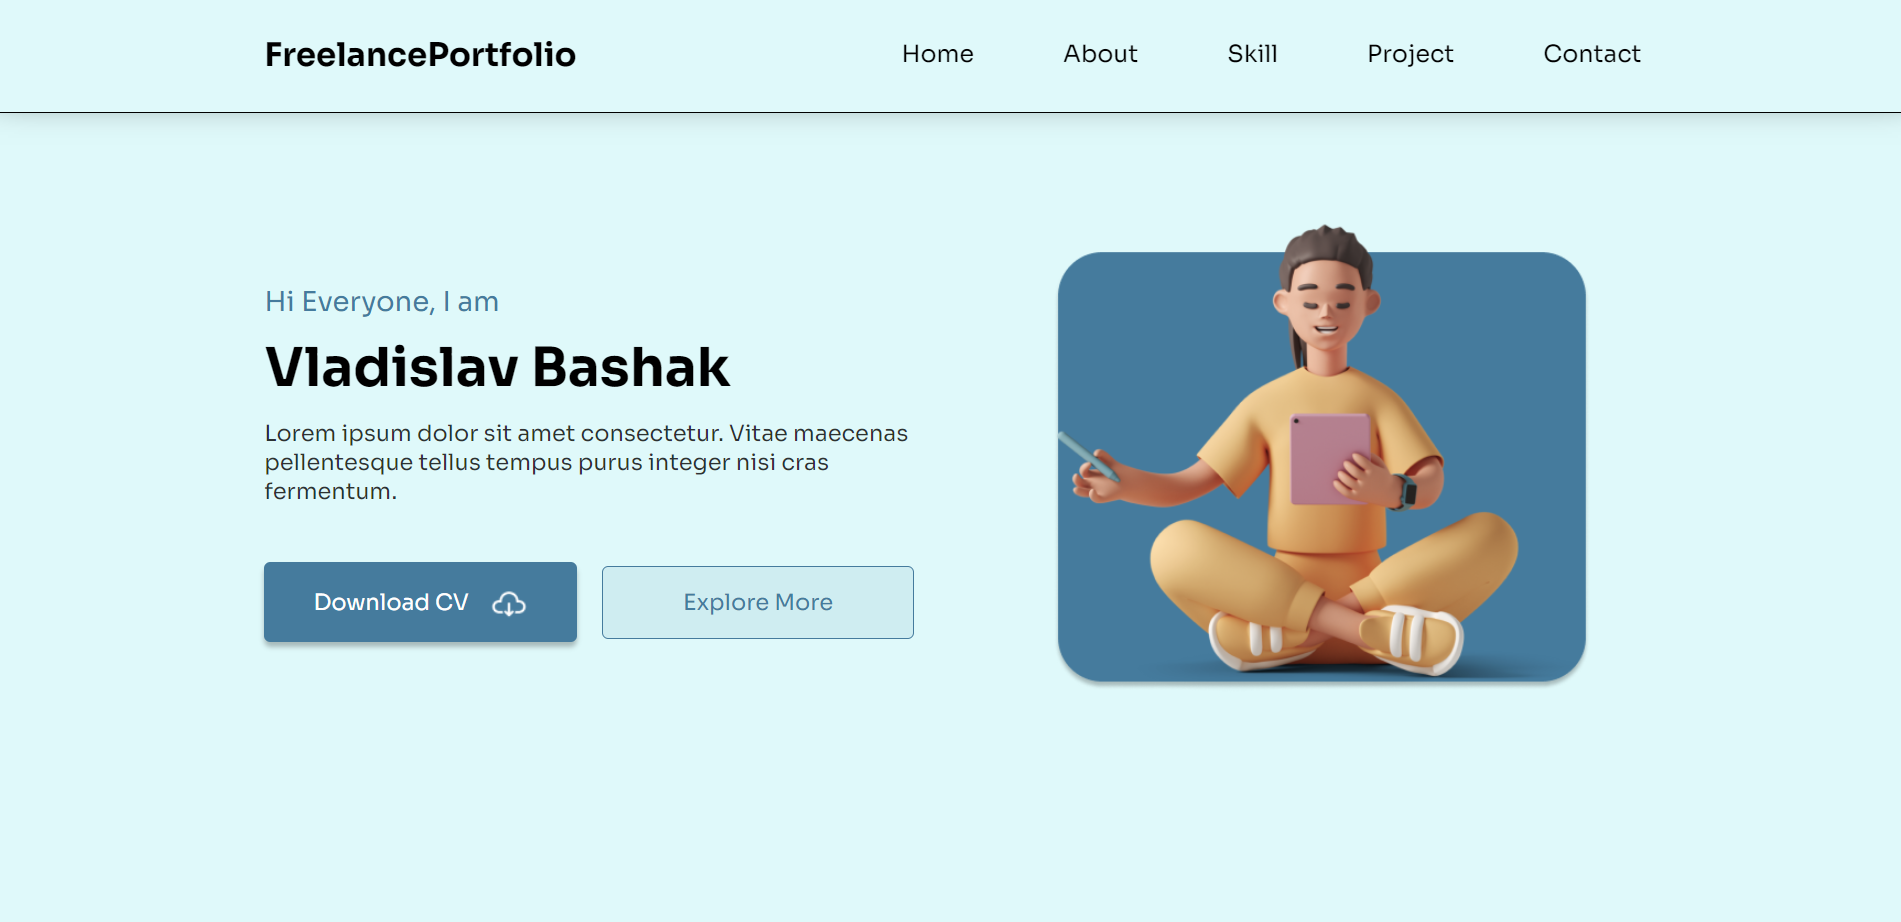 FreelancePortfolio
Home
About
Skill
Project
Contact
Hi Everyone, I am
Vladislav Bashak
Lorem ipsum dolor sit amet consectetur. Vitae maecenas
pellentesque tellus tempus purus integer nisi cras
fermentum.
Download CV
Explore More